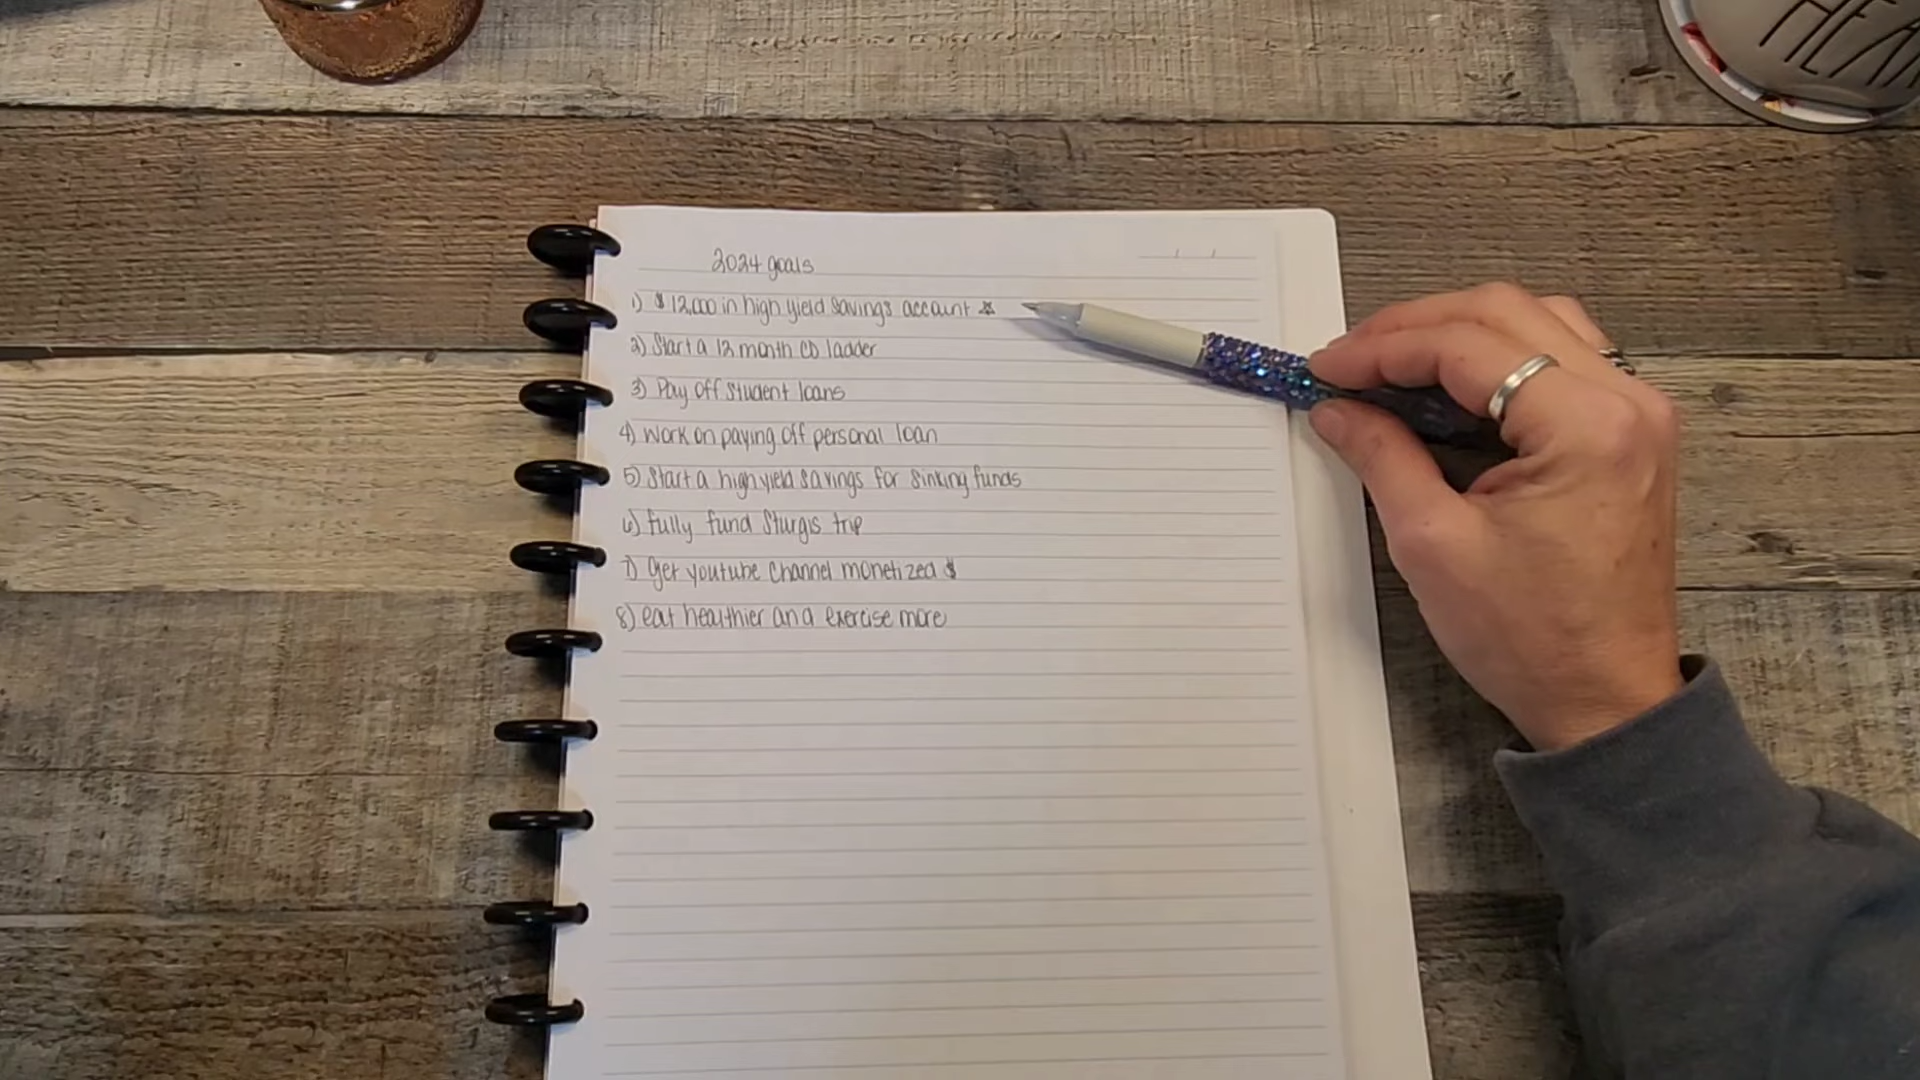 2024 goals
1) $12,000 in high yield savings account ☆
2) Start a 12 month CD ladder
3) Pay off student loans
4) Work on paying off personal loan
5) Start a high yield savings for sinking funds
6) fully fund Sturgis trip
7) get youtube channel monetized $
8) eat healthier and exercise more
HEA